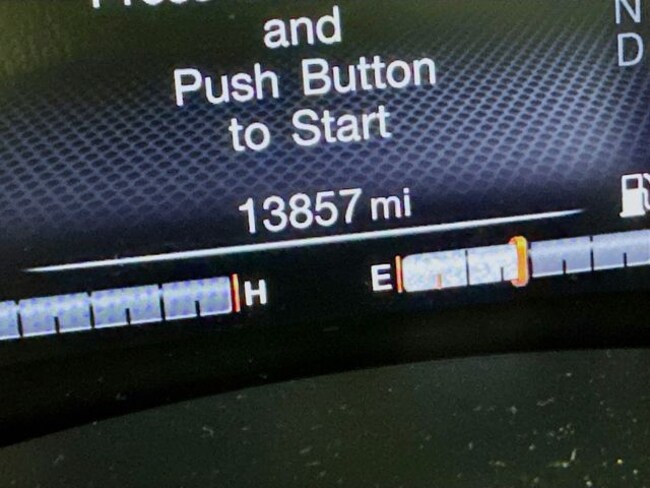 and
Push Button
to Start
N
D
13857 mi
H
E